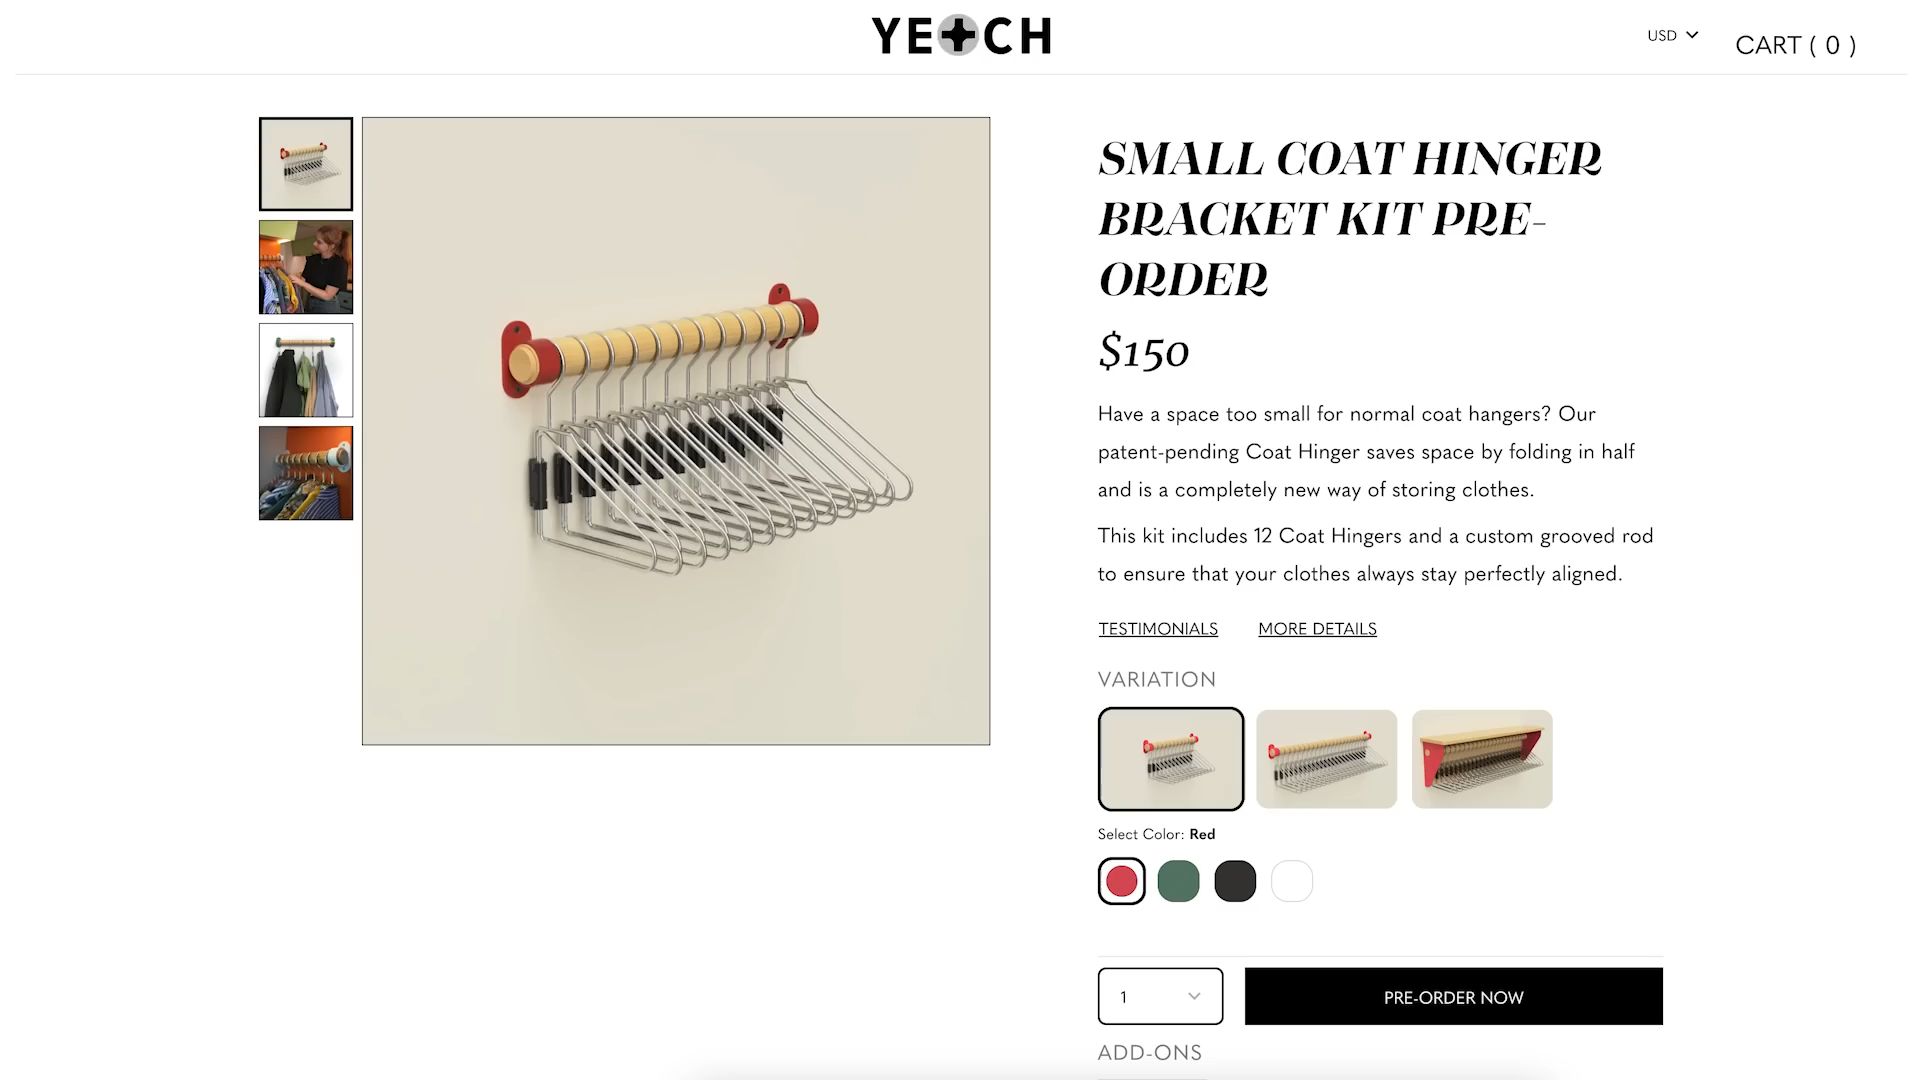 YE CH
USD
CART ( 0 )
SMALL COAT HINGER
BRACKET KIT PRE-
ORDER
$150
Have a space too small for normal coat hangers? Our
patent-pending Coat Hinger saves space by folding in half
and is a completely new way of storing clothes.
This kit includes 12 Coat Hingers and a custom grooved rod
to ensure that your clothes always stay perfectly aligned.
TESTIMONIALS MORE DETAILS
VARIATION
Select Color: Red
1
PRE-ORDER NOW
ADD-ONS